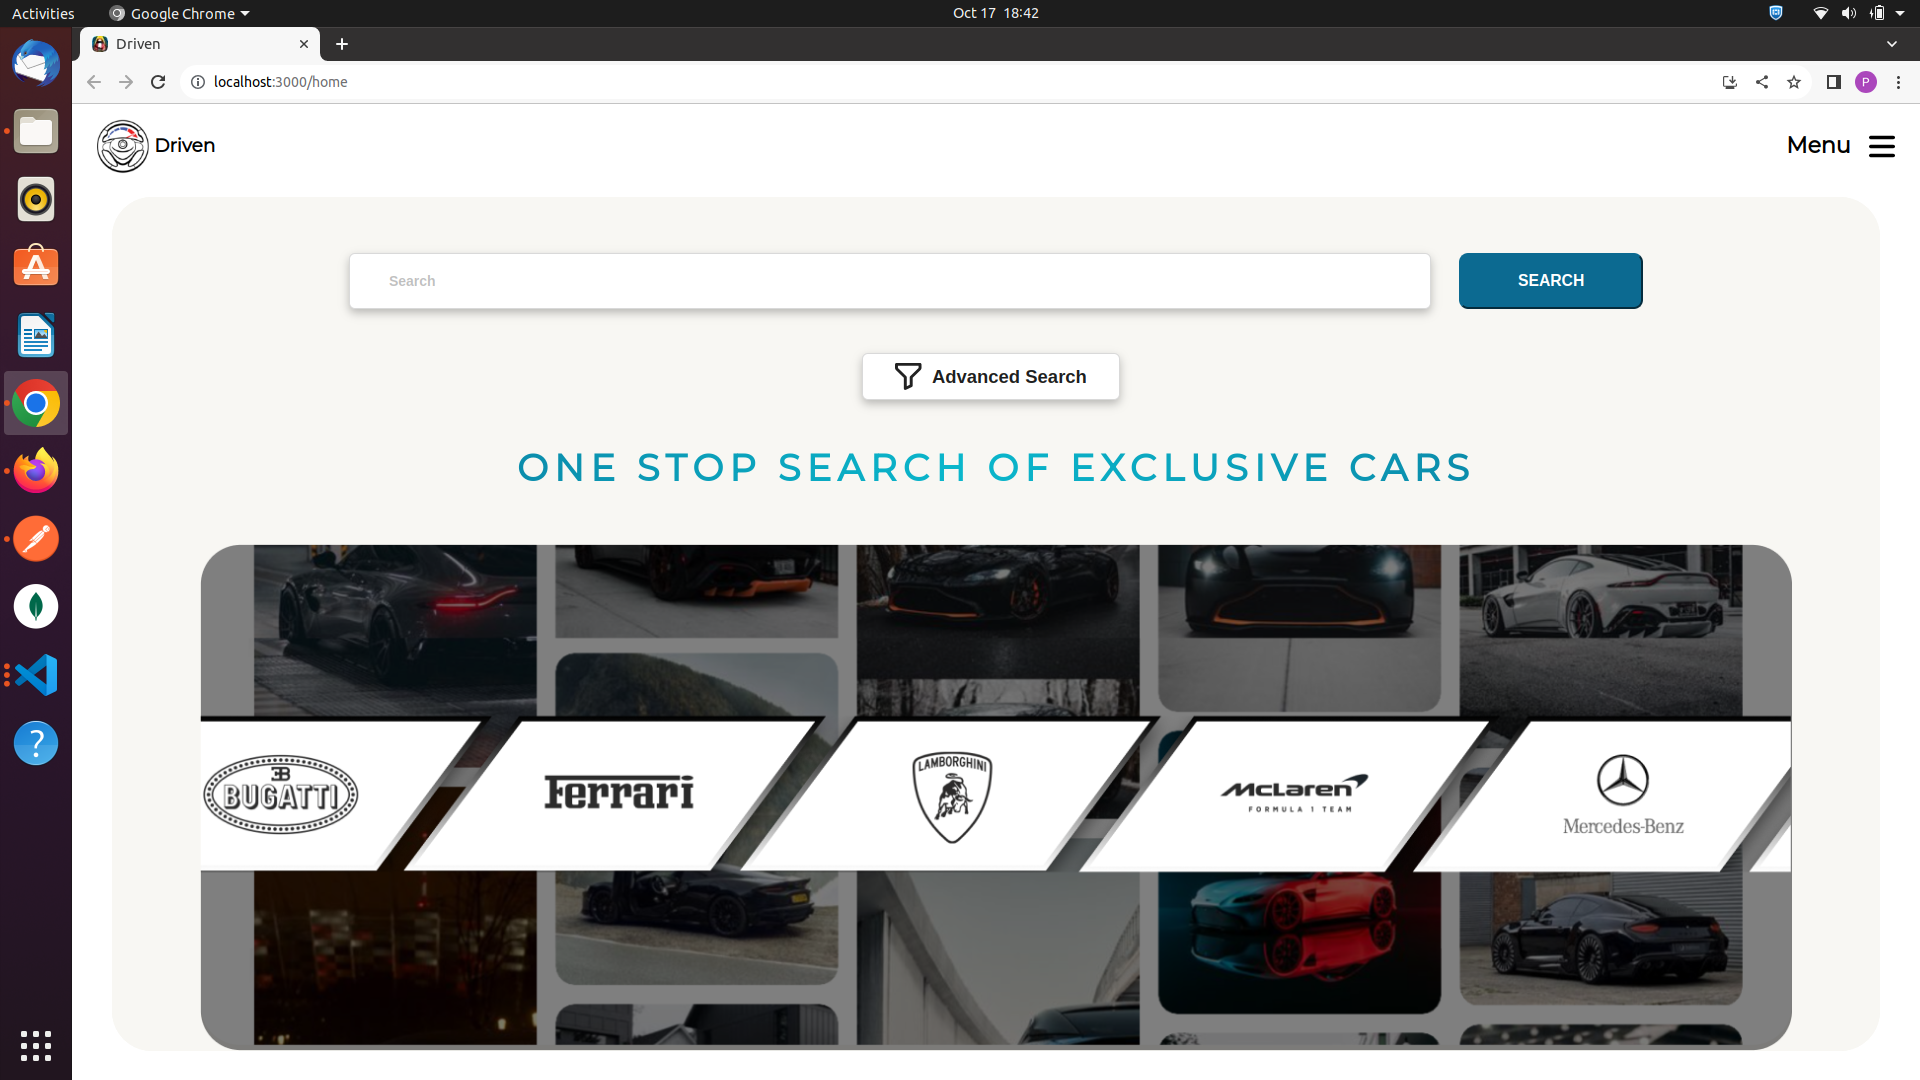 Activities
Google Chrome
Oct 17 18:42
Driven
localhost:3000/home
P
Driven
Menu
Search
SEARCH
Advanced Search
ONE STOP SEARCH OF EXCLUSIVE CARS
EB
BUGATTI
Ferrari
LAMBORGHINI
McLaren
FORMULA 1 TEAM
Mercedes-Benz
?